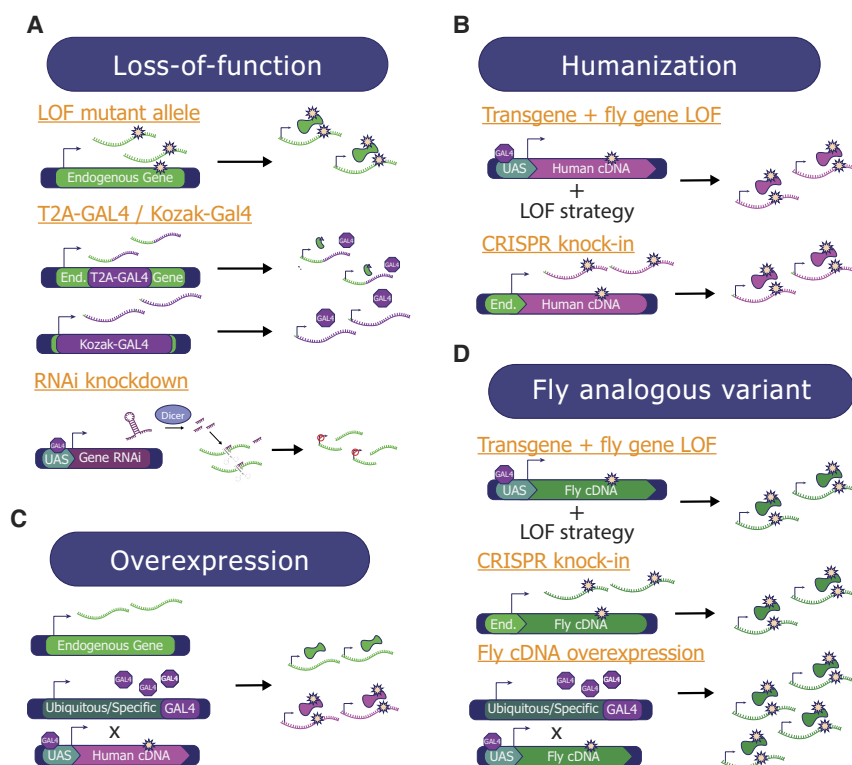 A
Loss-of-function
LOF mutant allele
Endogenous Gene
T2A-GAL4 / Kozak-Gal4
End. T2A-GAL4 Gene
GAL4
GAL4
Kozak-GAL4
GAL4
GAL4
RNAi knockdown
Dicer
GAL4
UAS Gene RNAi
B
Humanization
Transgene + fly gene LOF
GAL4
UAS Human cDNA
+
LOF strategy
CRISPR knock-in
End. Human cDNA
C
Overexpression
Endogenous Gene
GAL4 GAL4 GAL4
Ubiquitous/Specific GAL4
X
GAL4
UAS Human cDNA
D
Fly analogous variant
Transgene + fly gene LOF
GAL4
UAS Fly cDNA
+
LOF strategy
CRISPR knock-in
End. Fly cDNA
Fly cDNA overexpression
GAL4 GAL4 GAL4
Ubiquitous/Specific GAL4
X
GAL4
UAS Fly cDNA